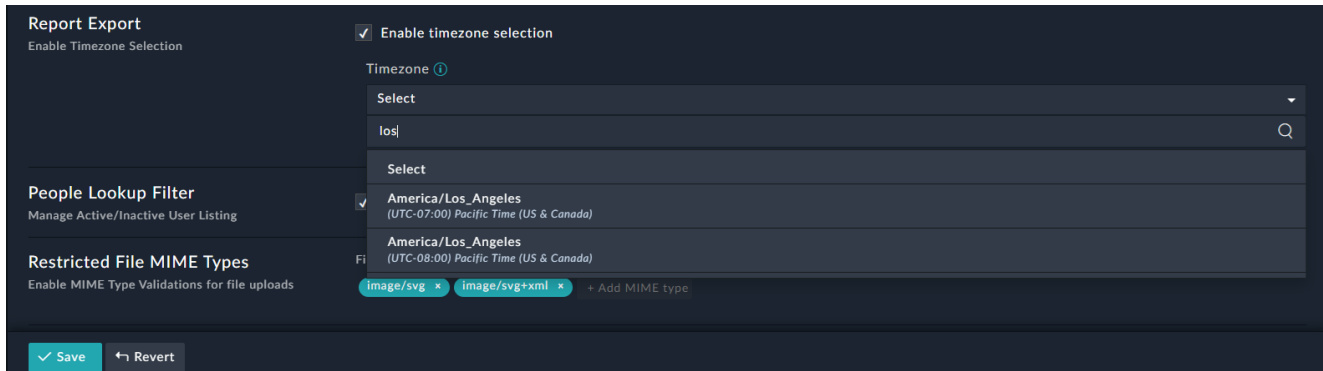 Report Export
Enable Timezone Selection
Enable timezone selection
Timezone
Select
los
Select
America/Los_Angeles
(UTC-07:00) Pacific Time (US & Canada)
America/Los_Angeles
(UTC-08:00) Pacific Time (US & Canada)
People Lookup Filter
Manage Active/Inactive User Listing
Restricted File MIME Types
Enable MIME Type Validations for file uploads
Fi
image/svg ×
image/svg+xml ×
+ Add MIME type
Save
Revert